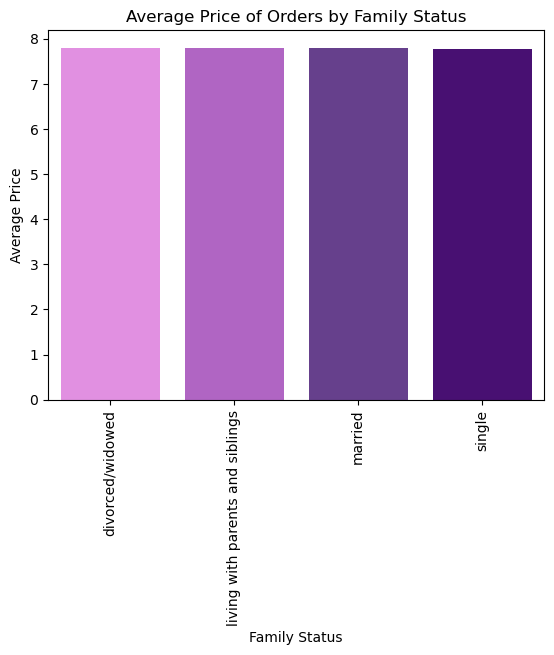 Average Price of Orders by Family Status
Average Price
8
7
6
5
4
3
2
1
0
divorced/widowed
living with parents and siblings
married
single
Family Status